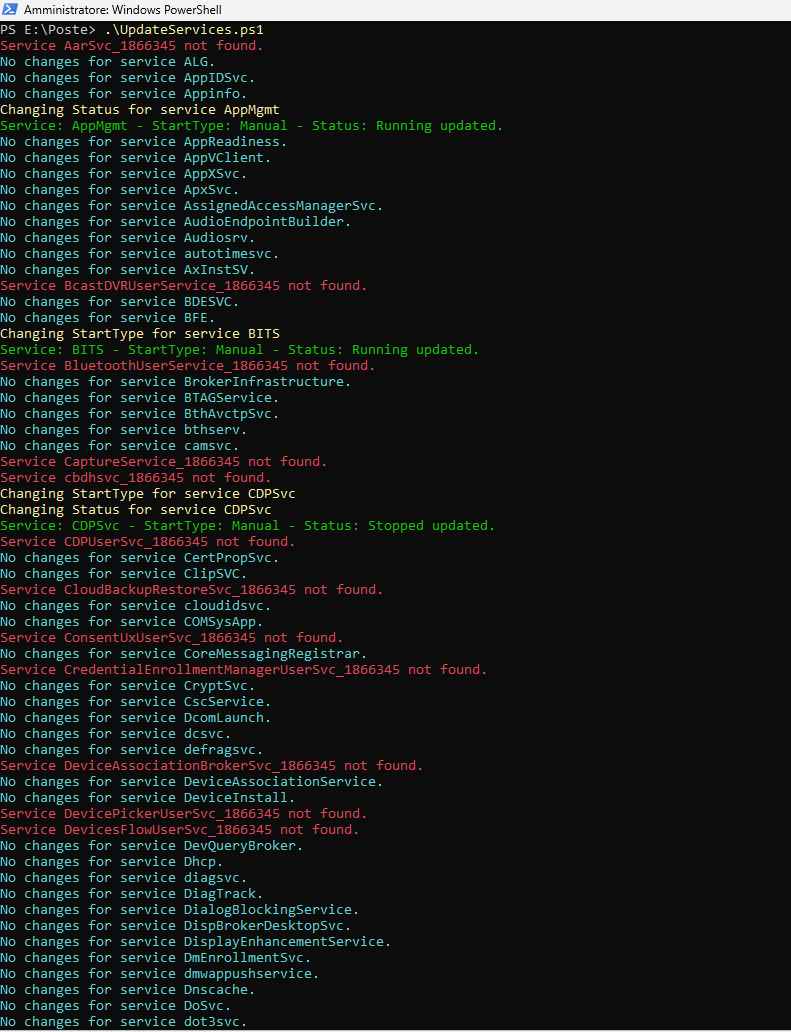 Amministratore: Windows PowerShell
PS E:\Poste> .\UpdateServices.ps1
Service AarSvc_1866345 not found.
No changes for service ALG.
No changes for service AppIDSvc.
No changes for service Appinfo.
Changing Status for service AppMgmt
Service: AppMgmt - StartType: Manual - Status: Running updated.
No changes for service AppReadiness.
No changes for service AppVClient.
No changes for service AppXSvc.
No changes for service ApxSvc.
No changes for service AssignedAccessManagerSvc.
No changes for service AudioEndpointBuilder.
No changes for service Audiosrv.
No changes for service autotimesvc.
No changes for service AxInstSV.
Service BcastDVRUserService_1866345 not found.
No changes for service BDESVC.
No changes for service BFE.
Changing StartType for service BITS
Service: BITS - StartType: Manual - Status: Running updated.
Service BluetoothUserService_1866345 not found.
No changes for service BrokerInfrastructure.
No changes for service BTAGService.
No changes for service BthAvctpSvc.
No changes for service bthserv.
No changes for service camsvc.
Service CaptureService_1866345 not found.
Service cbdhsvc_1866345 not found.
Changing StartType for service CDPSvc
Changing Status for service CDPSvc
Service: CDPSvc - StartType: Manual - Status: Stopped updated.
Service CDPUserSvc_1866345 not found.
No changes for service CertPropSvc.
No changes for service ClipSVC.
Service CloudBackupRestoreSvc_1866345 not found.
No changes for service cloudidsvc.
No changes for service COMSysApp.
Service ConsentUxUserSvc_1866345 not found.
No changes for service CoreMessagingRegistrar.
Service CredentialEnrollmentManagerUserSvc_1866345 not found.
No changes for service CryptSvc.
No changes for service CscService.
No changes for service DcomLaunch.
No changes for service dcsvc.
No changes for service defragsvc.
Service DeviceAssociationBrokerSvc_1866345 not found.
No changes for service DeviceAssociationService.
No changes for service DeviceInstall.
Service DevicePickerUserSvc_1866345 not found.
Service DevicesFlowUserSvc_1866345 not found.
No changes for service DevQueryBroker.
No changes for service Dhcp.
No changes for service diagsvc.
No changes for service DiagTrack.
No changes for service DialogBlockingService.
No changes for service DispBrokerDesktopSvc.
No changes for service DisplayEnhancementService.
No changes for service DmEnrollmentSvc.
No changes for service dmwappushservice.
No changes for service Dnscache.
No changes for service DoSvc.
No changes for service dot3svc.